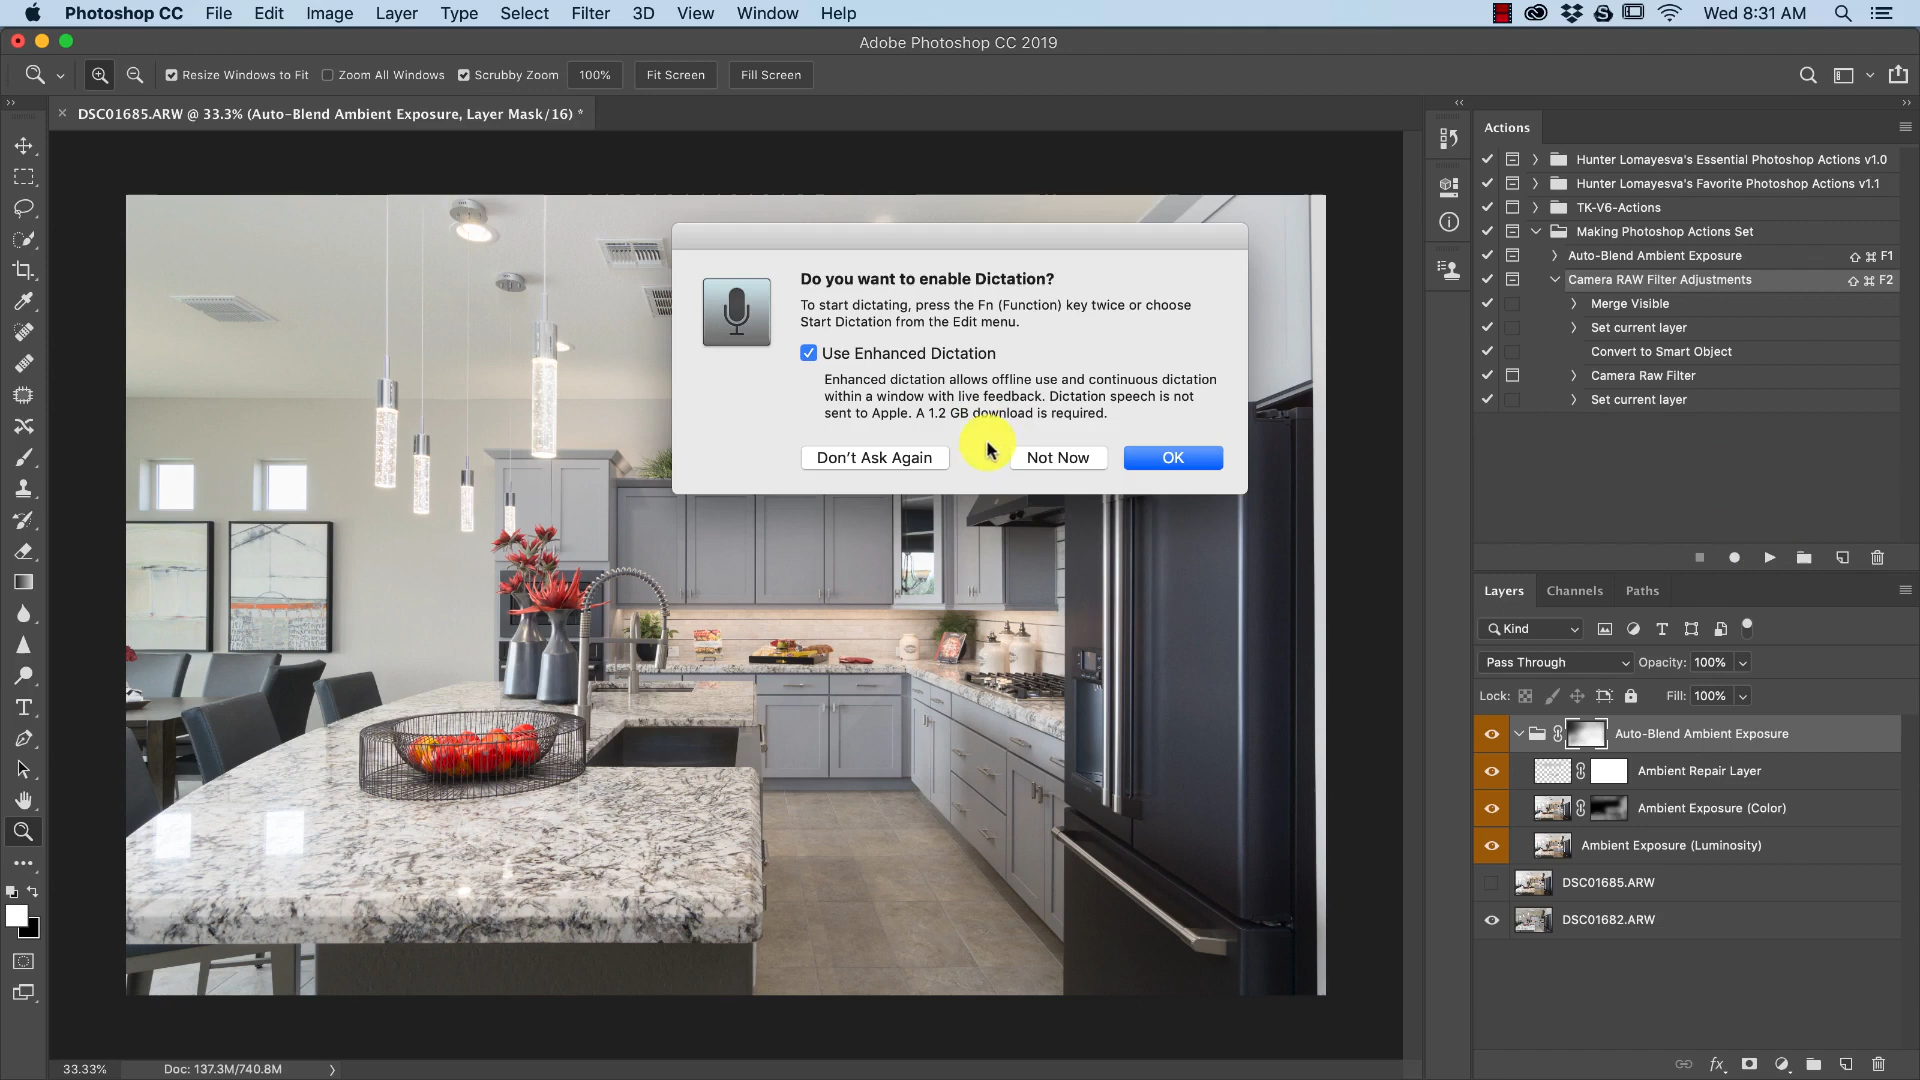 Photoshop CC File Edit Image Layer Type Select Filter 3D View Window Help Wed 8:31 AM
Adobe Photoshop CC 2019
Resize Windows to Fit Zoom All Windows Scrubby Zoom 100% Fit Screen Fill Screen
× DSC01685.ARW @ 33.3% (Auto-Blend Ambient Exposure, Layer Mask/16) *
Do you want to enable Dictation?
To start dictating, press the Fn (Function) key twice or choose
Start Dictation from the Edit menu.
Use Enhanced Dictation
Enhanced dictation allows offline use and continuous dictation
within a window with live feedback. Dictation speech is not
sent to Apple. A 1.2 GB download is required.
Don't Ask Again Not Now OK
Actions
Hunter Lomayesva's Essential Photoshop Actions v1.0
Hunter Lomayesva's Favorite Photoshop Actions v1.1
TK-V6-Actions
Making Photoshop Actions Set
Auto-Blend Ambient Exposure ⇧⌘F1
Camera RAW Filter Adjustments ⇧⌘F2
Merge Visible
Set current layer
Convert to Smart Object
Camera Raw Filter
Set current layer
Layers Channels Paths
Kind
Pass Through Opacity: 100%
Lock: Fill: 100%
Auto-Blend Ambient Exposure
Ambient Repair Layer
Ambient Exposure (Color)
Ambient Exposure (Luminosity)
DSC01685.ARW
DSC01682.ARW
fx
33.33% Doc: 137.3M/740.8M